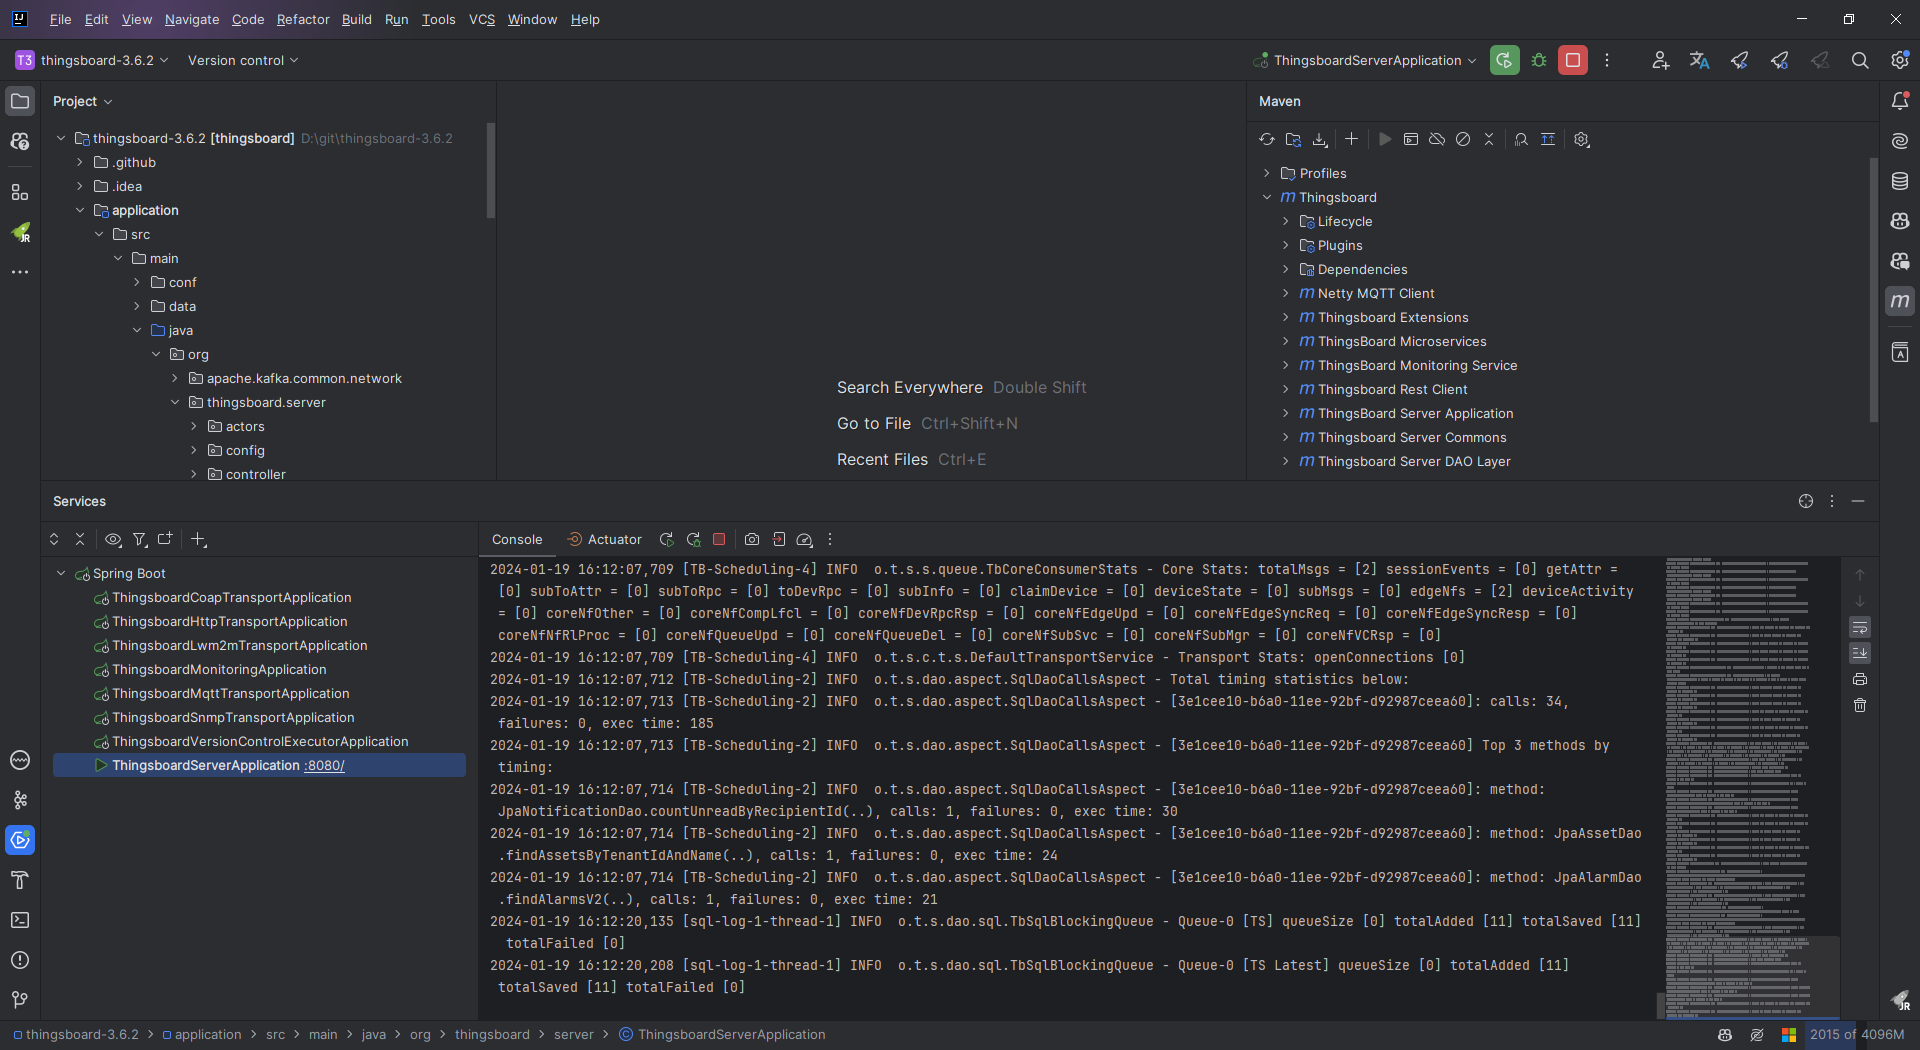 File Edit View Navigate Code Refactor Build Run Tools VCS Window Help
T3 thingsboard-3.6.2 Version control ThingsboardServerApplication
Project
thingsboard-3.6.2 [thingsboard] D:\git\thingsboard-3.6.2
.github
.idea
application
src
main
conf
data
java
org
apache.kafka.common.network
thingsboard.server
actors
config
controller
Search Everywhere Double Shift
Go to File Ctrl+Shift+N
Recent Files Ctrl+E
Maven
Profiles
m Thingsboard
Lifecycle
Plugins
Dependencies
m Netty MQTT Client
m Thingsboard Extensions
m ThingsBoard Microservices
m ThingsBoard Monitoring Service
m Thingsboard Rest Client
m ThingsBoard Server Application
m Thingsboard Server Commons
m Thingsboard Server DAO Layer
Services
Spring Boot
ThingsboardCoapTransportApplication
ThingsboardHttpTransportApplication
ThingsboardLwm2mTransportApplication
ThingsboardMonitoringApplication
ThingsboardMqttTransportApplication
ThingsboardSnmpTransportApplication
ThingsboardVersionControlExecutorApplication
ThingsboardServerApplication :8080/
Console Actuator
2024-01-19 16:12:07,709 [TB-Scheduling-4] INFO  o.t.s.s.queue.TbCoreConsumerStats - Core Stats: totalMsgs = [2] sessionEvents = [0] getAttr =
[0] subToAttr = [0] subToRpc = [0] toDevRpc = [0] subInfo = [0] claimDevice = [0] deviceState = [0] subMsgs = [0] edgeNfs = [2] deviceActivity
= [0] coreNfOther = [0] coreNfCompLfcl = [0] coreNfDevRpcRsp = [0] coreNfEdgeUpd = [0] coreNfEdgeSyncReq = [0] coreNfEdgeSyncResp = [0]
coreNfNfRlProc = [0] coreNfQueueUpd = [0] coreNfQueueDel = [0] coreNfSubSvc = [0] coreNfSubMgr = [0] coreNfVCRsp = [0]
2024-01-19 16:12:07,709 [TB-Scheduling-4] INFO  o.t.s.c.t.s.DefaultTransportService - Transport Stats: openConnections [0]
2024-01-19 16:12:07,712 [TB-Scheduling-2] INFO  o.t.s.dao.aspect.SqlDaoCallsAspect - Total timing statistics below:
2024-01-19 16:12:07,713 [TB-Scheduling-2] INFO  o.t.s.dao.aspect.SqlDaoCallsAspect - [3e1cee10-b6a0-11ee-92bf-d92987ceea60]: calls: 34,
failures: 0, exec time: 185
2024-01-19 16:12:07,713 [TB-Scheduling-2] INFO  o.t.s.dao.aspect.SqlDaoCallsAspect - [3e1cee10-b6a0-11ee-92bf-d92987ceea60] Top 3 methods by
timing:
2024-01-19 16:12:07,714 [TB-Scheduling-2] INFO  o.t.s.dao.aspect.SqlDaoCallsAspect - [3e1cee10-b6a0-11ee-92bf-d92987ceea60]: method:
JpaNotificationDao.countUnreadByRecipientId(..), calls: 1, failures: 0, exec time: 30
2024-01-19 16:12:07,714 [TB-Scheduling-2] INFO  o.t.s.dao.aspect.SqlDaoCallsAspect - [3e1cee10-b6a0-11ee-92bf-d92987ceea60]: method: JpaAssetDao
.findAssetsByTenantIdAndName(..), calls: 1, failures: 0, exec time: 24
2024-01-19 16:12:07,714 [TB-Scheduling-2] INFO  o.t.s.dao.aspect.SqlDaoCallsAspect - [3e1cee10-b6a0-11ee-92bf-d92987ceea60]: method: JpaAlarmDao
.findAlarmsV2(..), calls: 1, failures: 0, exec time: 21
2024-01-19 16:12:20,135 [sql-log-1-thread-1] INFO  o.t.s.dao.sql.TbSqlBlockingQueue - Queue-0 [TS] queueSize [0] totalAdded [11] totalSaved [11]
totalFailed [0]
2024-01-19 16:12:20,208 [sql-log-1-thread-1] INFO  o.t.s.dao.sql.TbSqlBlockingQueue - Queue-0 [TS Latest] queueSize [0] totalAdded [11]
totalSaved [11] totalFailed [0]
thingsboard-3.6.2 > application > src > main > java > org > thingsboard > server > ThingsboardServerApplication
2015 of 4096M